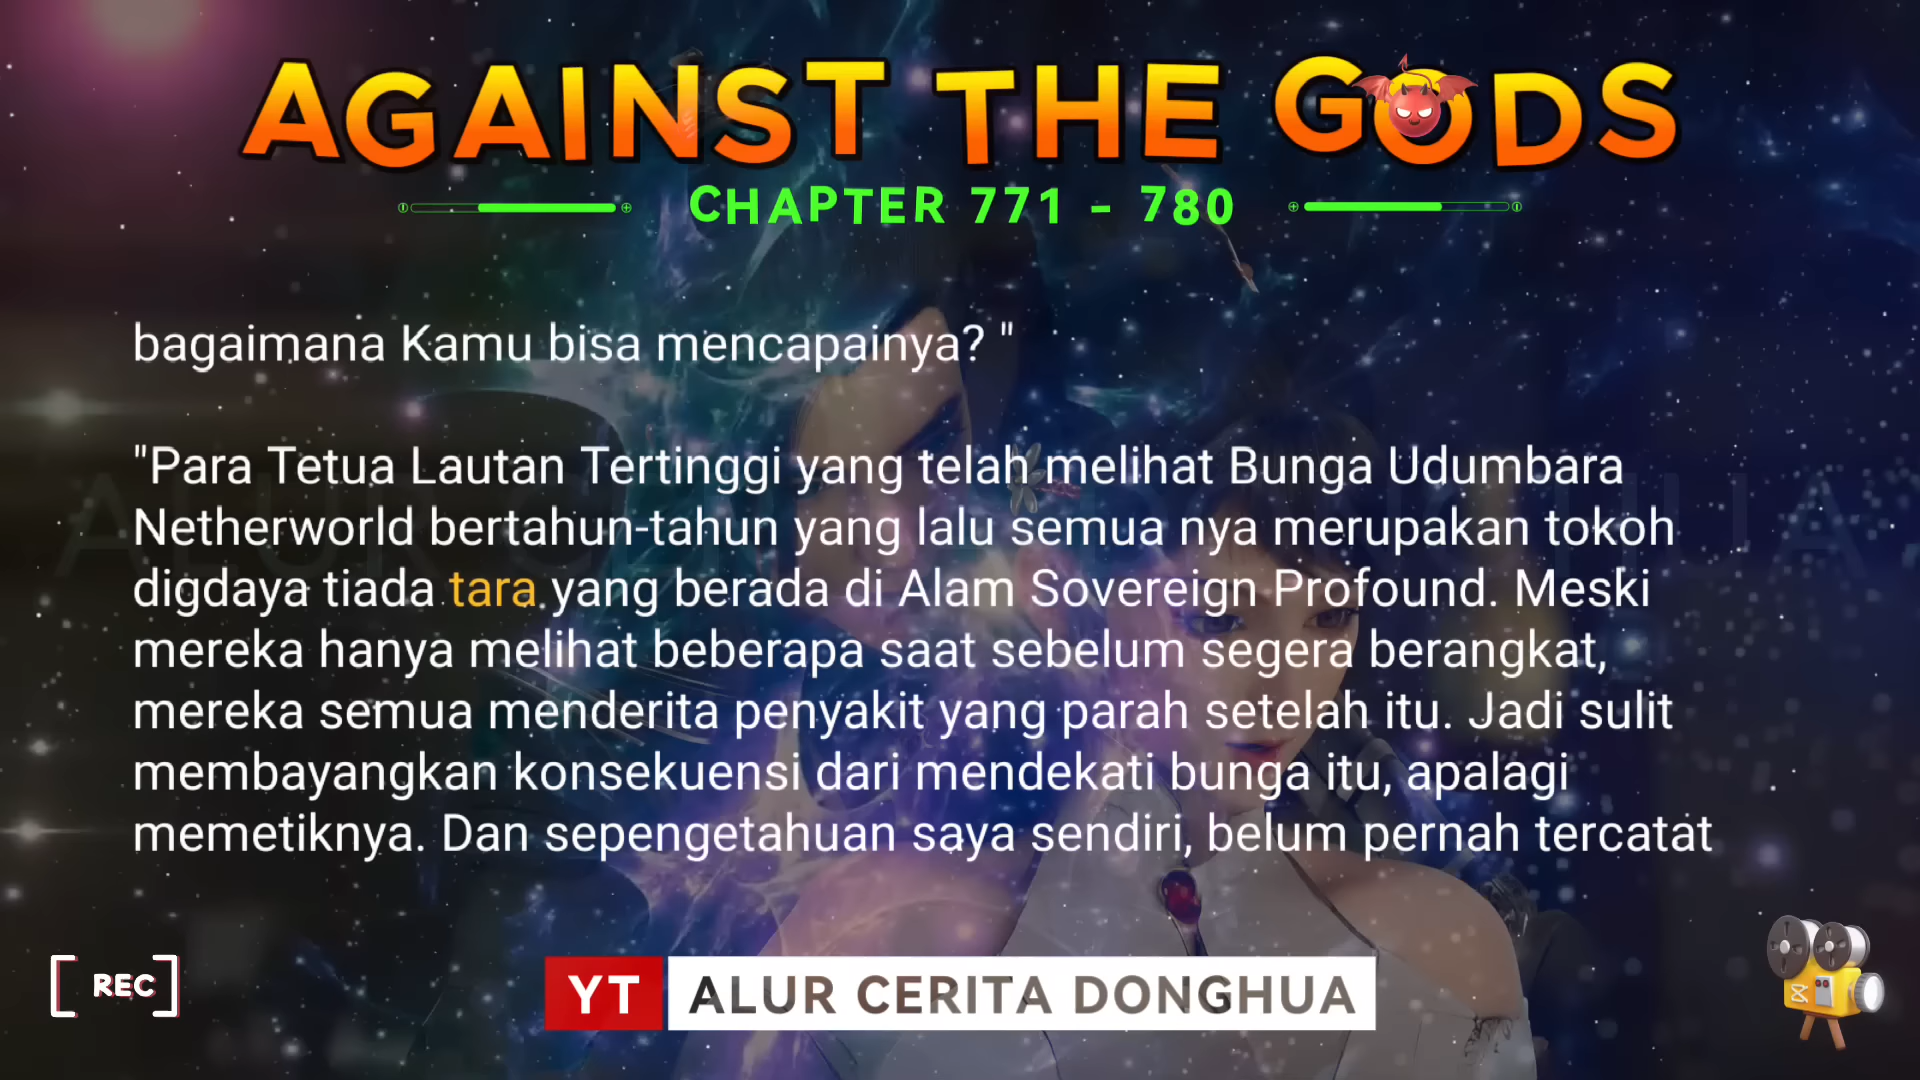 AGAINST THE GODS
CHAPTER 771 - 780
bagaimana Kamu bisa mencapainya? "
"Para Tetua Lautan Tertinggi yang telah melihat Bunga Udumbara
Netherworld bertahun-tahun yang lalu semua nya merupakan tokoh
digdaya tiada tara yang berada di Alam Sovereign Profound. Meski
mereka hanya melihat beberapa saat sebelum segera berangkat,
mereka semua menderita penyakit yang parah setelah itu. Jadi sulit
membayangkan konsekuensi dari mendekati bunga itu, apalagi
memetiknya. Dan sepengetahuan saya sendiri, belum pernah tercatat
REC
YT ALUR CERITA DONGHUA